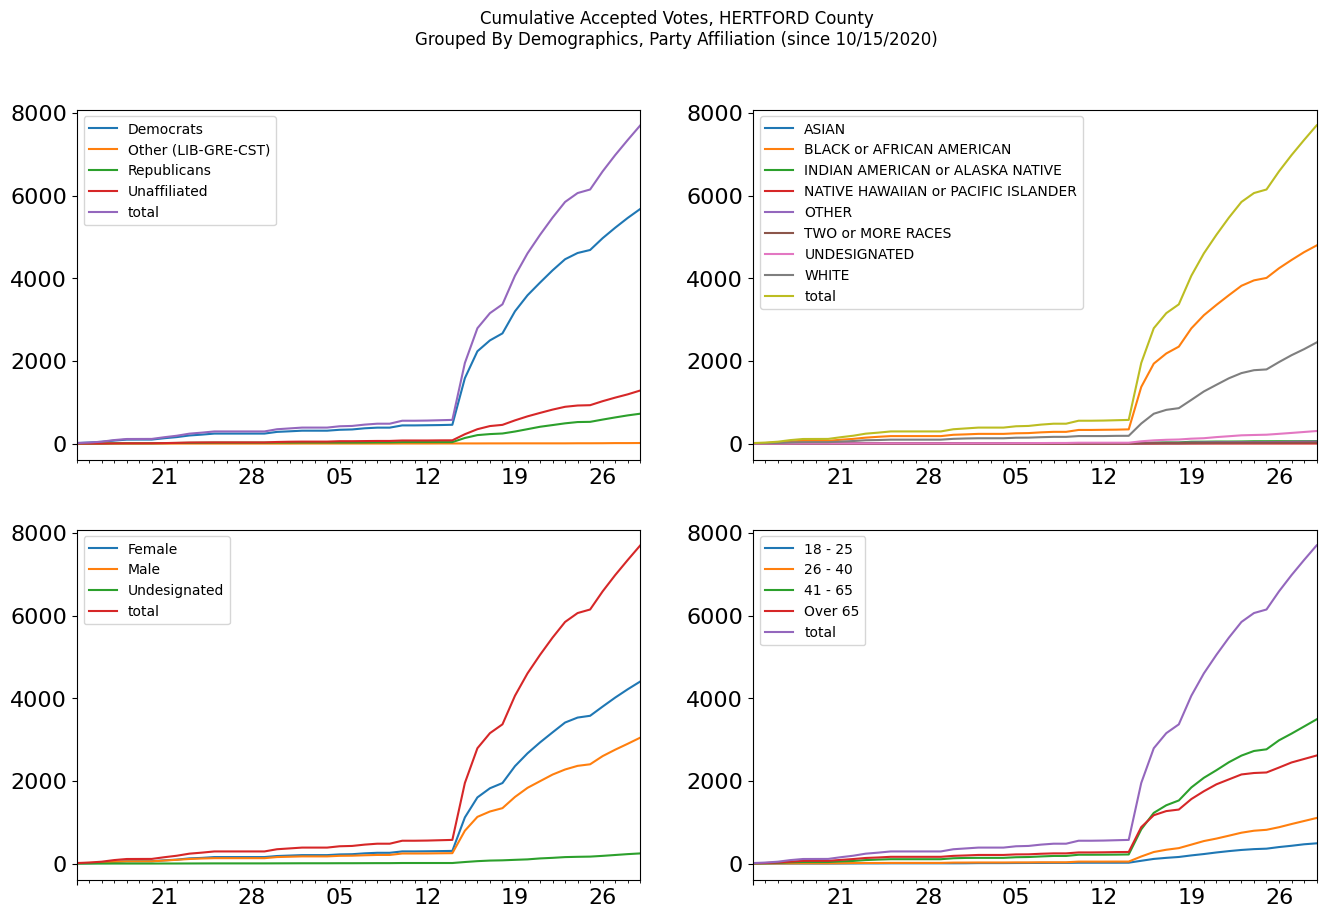 Cumulative Accepted Votes, HERTFORD County
Grouped By Demographics, Party Affiliation (since 10/15/2020)
8000
6000
4000
2000
0
Democrats
Other (LIB-GRE-CST)
Republicans
Unaffiliated
total
21 28 05 12 19 26
8000
6000
4000
2000
0
ASIAN
BLACK or AFRICAN AMERICAN
INDIAN AMERICAN or ALASKA NATIVE
NATIVE HAWAIIAN or PACIFIC ISLANDER
OTHER
TWO or MORE RACES
UNDESIGNATED
WHITE
total
21 28 05 12 19 26
8000
6000
4000
2000
0
Female
Male
Undesignated
total
21 28 05 12 19 26
8000
6000
4000
2000
0
18 - 25
26 - 40
41 - 65
Over 65
total
21 28 05 12 19 26